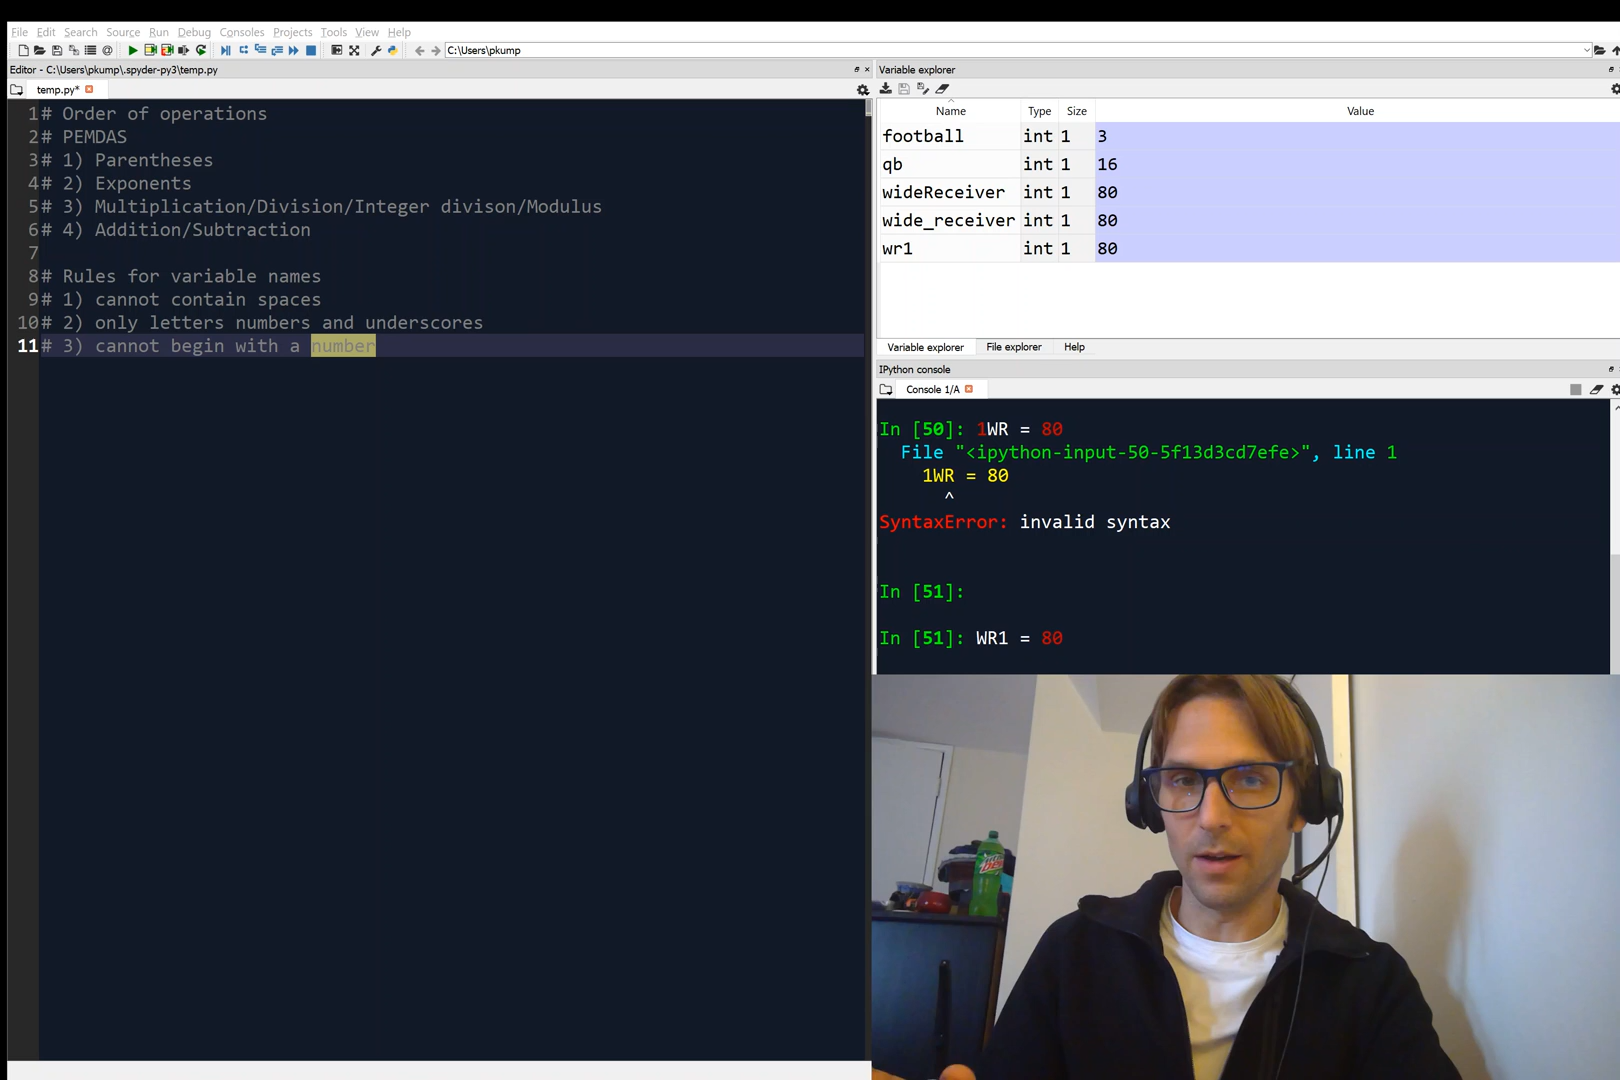 File Edit Search Source Run Debug Consoles Projects Tools View Help
C:\Users\pkump
Editor - C:\Users\pkump\.spyder-py3\temp.py
temp.py*
1# Order of operations
2# PEMDAS
3# 1) Parentheses
4# 2) Exponents
5# 3) Multiplication/Division/Integer divison/Modulus
6# 4) Addition/Subtraction
7
8# Rules for variable names
9# 1) cannot contain spaces
10# 2) only letters numbers and underscores
11# 3) cannot begin with a number
Variable explorer
Name Type Size Value
football int 1 3
qb int 1 16
wideReceiver int 1 80
wide_receiver int 1 80
wr1 int 1 80
Variable explorer File explorer Help
IPython console
Console 1/A
In [50]: 1WR = 80
File "<ipython-input-50-5f13d3cd7efe>", line 1
1WR = 80
^
SyntaxError: invalid syntax
In [51]:
In [51]: WR1 = 80